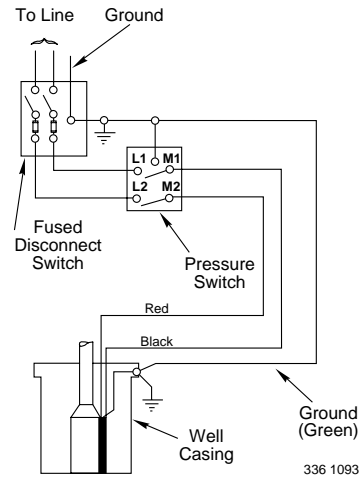 To Line
Ground
L1 M1
L2 M2
Fused
Disconnect
Switch
Pressure
Switch
Red
Black
Well
Casing
Ground
(Green)
336 1093